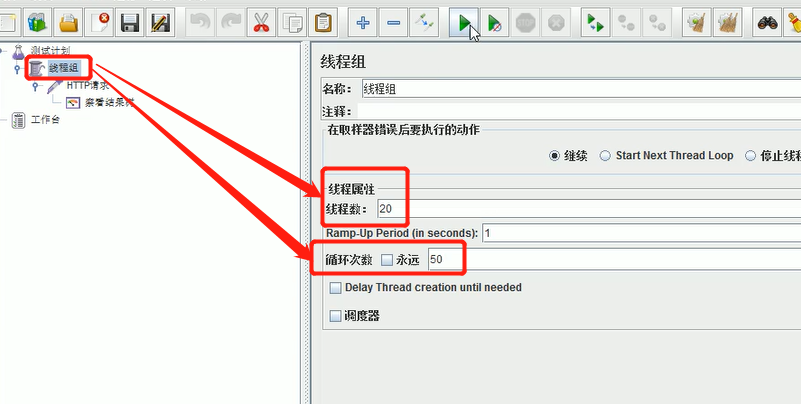 测试计划
线程组
HTTP请求
察看结果树
工作台
线程组
名称： 线程组
注释：
在取样器错误后要执行的动作
继续 Start Next Thread Loop 停止线程
线程属性
线程数： 20
Ramp-Up Period (in seconds): 1
循环次数 永远 50
Delay Thread creation until needed
调度器